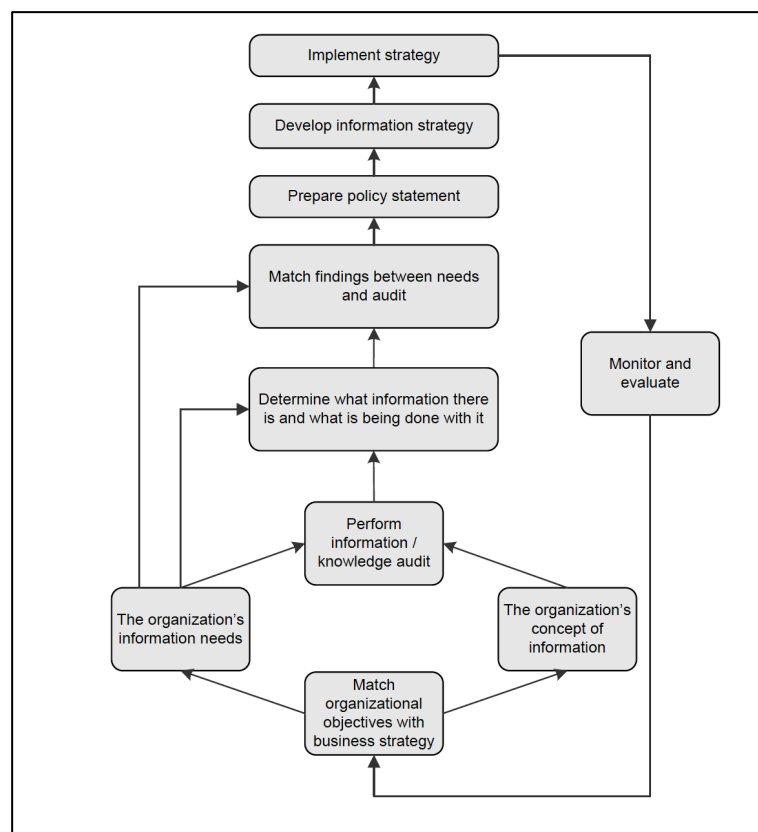 Implement strategy
Develop information strategy
Prepare policy statement
Match findings between needs
and audit
Monitor and
evaluate
Determine what information there
is and what is being done with it
Perform
information /
knowledge audit
The organization's
information needs
The organization's
concept of
information
Match
organizational
objectives with
business strategy